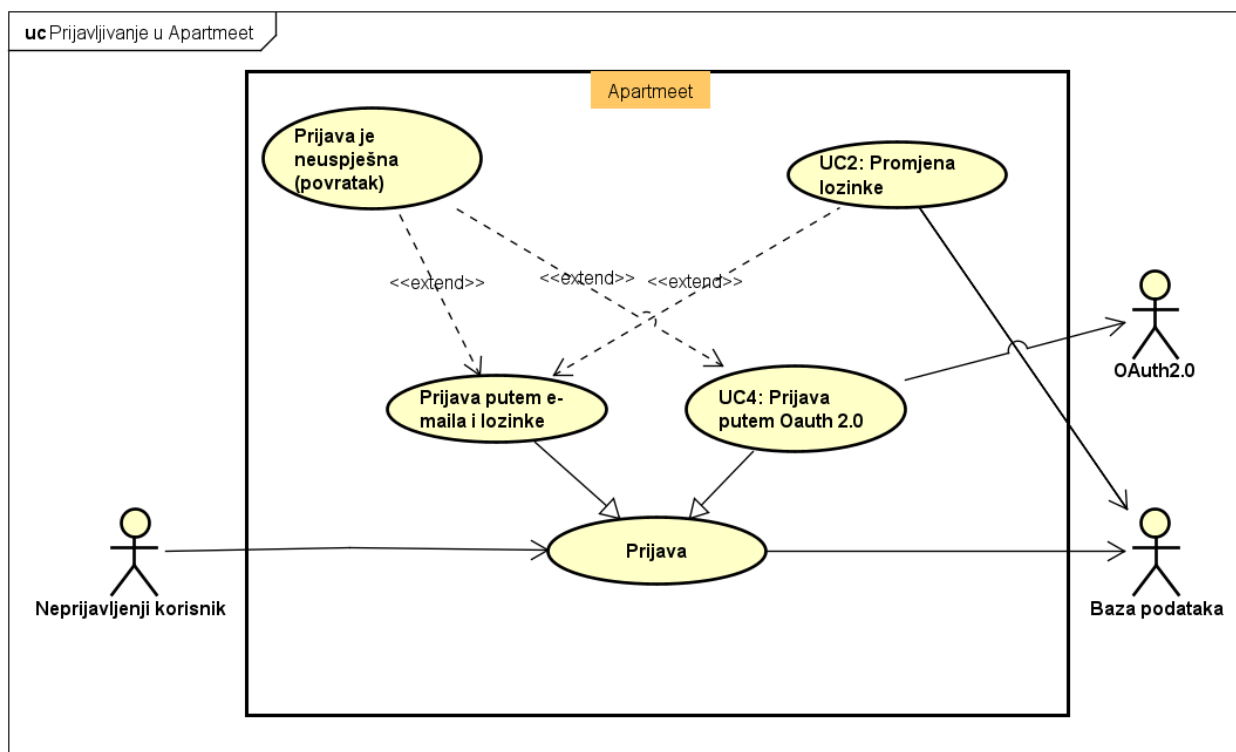 uc Prijavljivanje u Apartmeet
Apartmeet
Prijava je
neuspješna
(povratak)
UC2: Promjena
lozinke
<<extend>>
<<extend>>
<<extend>>
OAuth2.0
Prijava putem e-
maila i lozinke
UC4: Prijava
putem Oauth 2.0
Prijava
Neprijavljenji korisnik
Baza podataka